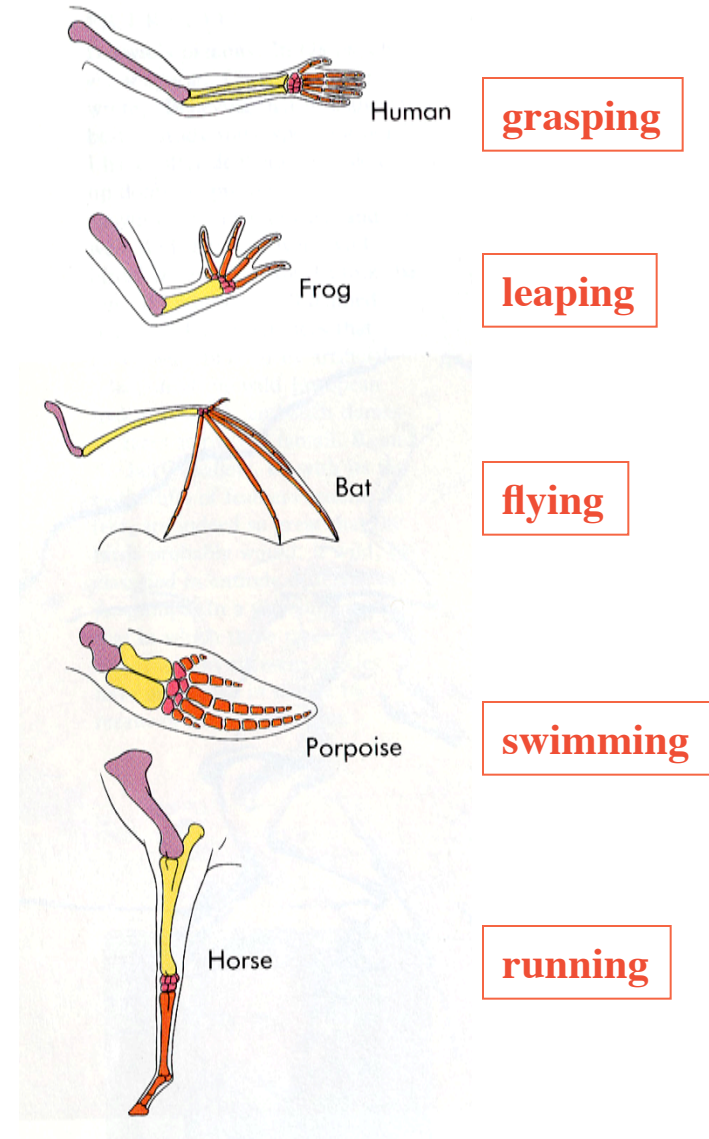 Human
grasping
Frog
leaping
Bat
flying
Porpoise
swimming
Horse
running